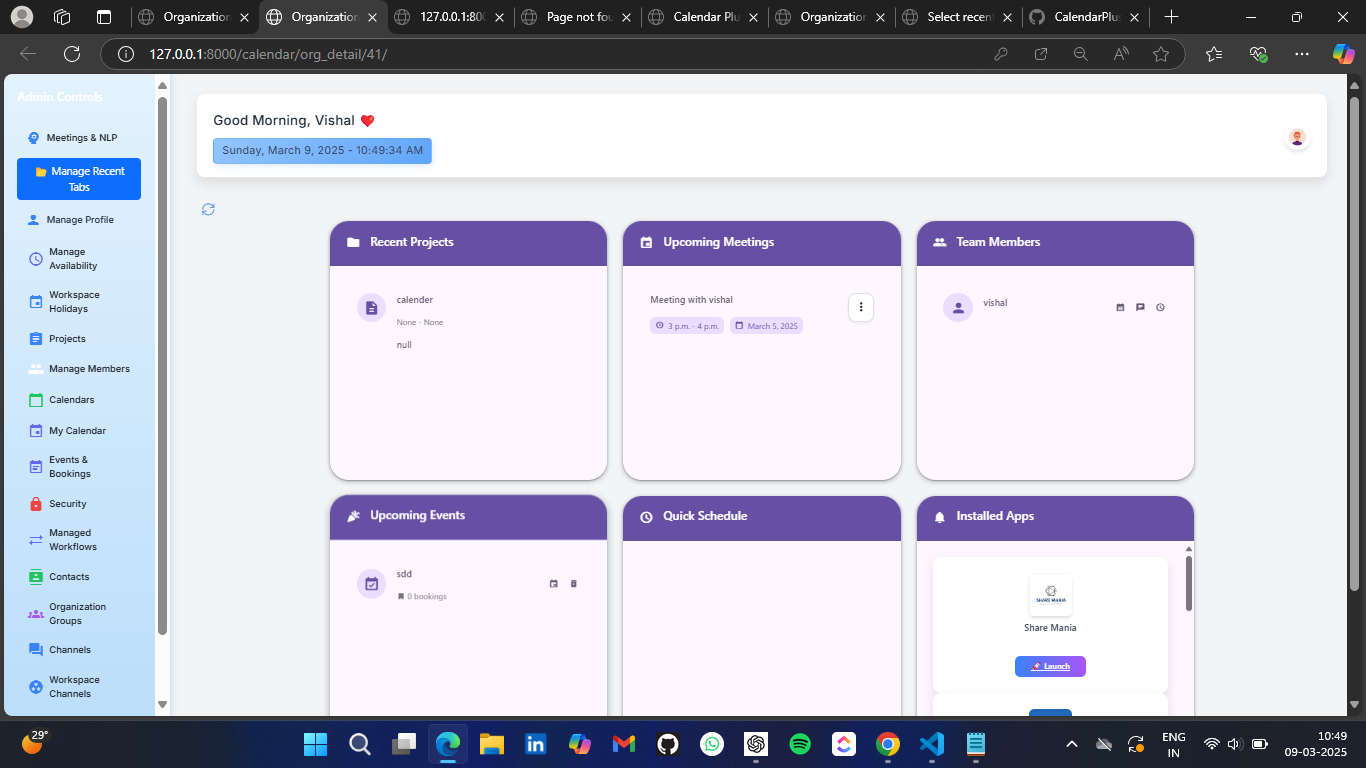 Organization
Organization
127.0.0.1:800
Page not fou
Calendar Plu
Organization
Select recen
CalendarPlus
127.0.0.1:8000/calendar/org_detail/41/
Admin Controls
Meetings & NLP
Manage Recent
Tabs
Manage Profile
Manage
Availability
Workspace
Holidays
Projects
Manage Members
Calendars
My Calendar
Events &
Bookings
Security
Managed
Workflows
Contacts
Organization
Groups
Channels
Workspace
Channels
Good Morning, Vishal ❤️
Sunday, March 9, 2025 - 10:49:34 AM
Recent Projects
calender
None - None
null
Upcoming Meetings
Meeting with vishal
3 p.m. - 4 p.m.
March 5, 2025
Team Members
vishal
Upcoming Events
sdd
0 bookings
Quick Schedule
Installed Apps
SHARE MANIA
Share Mania
🚀 Launch
29°
ENG
IN
10:49
09-03-2025